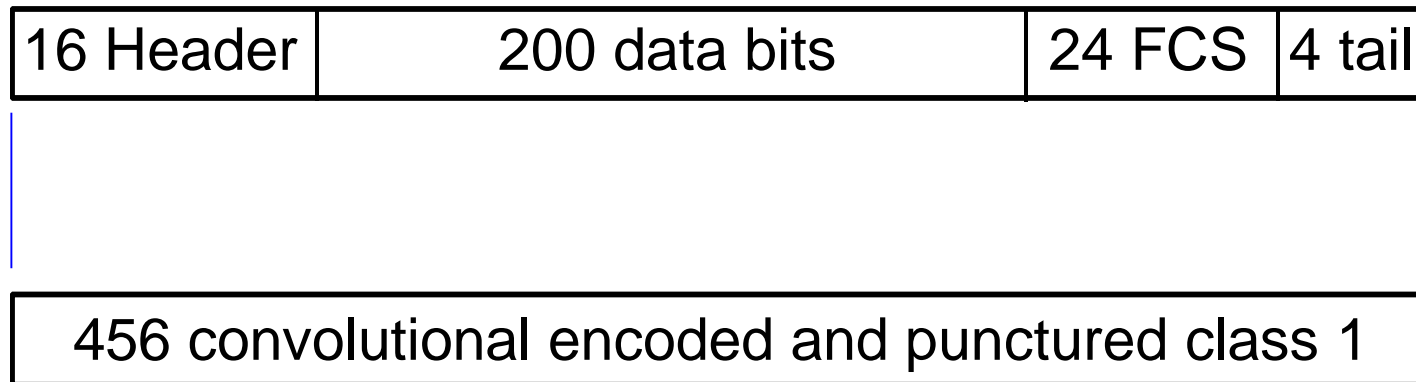 16 Header 200 data bits 24 FCS 4 tail
456 convolutional encoded and punctured class 1